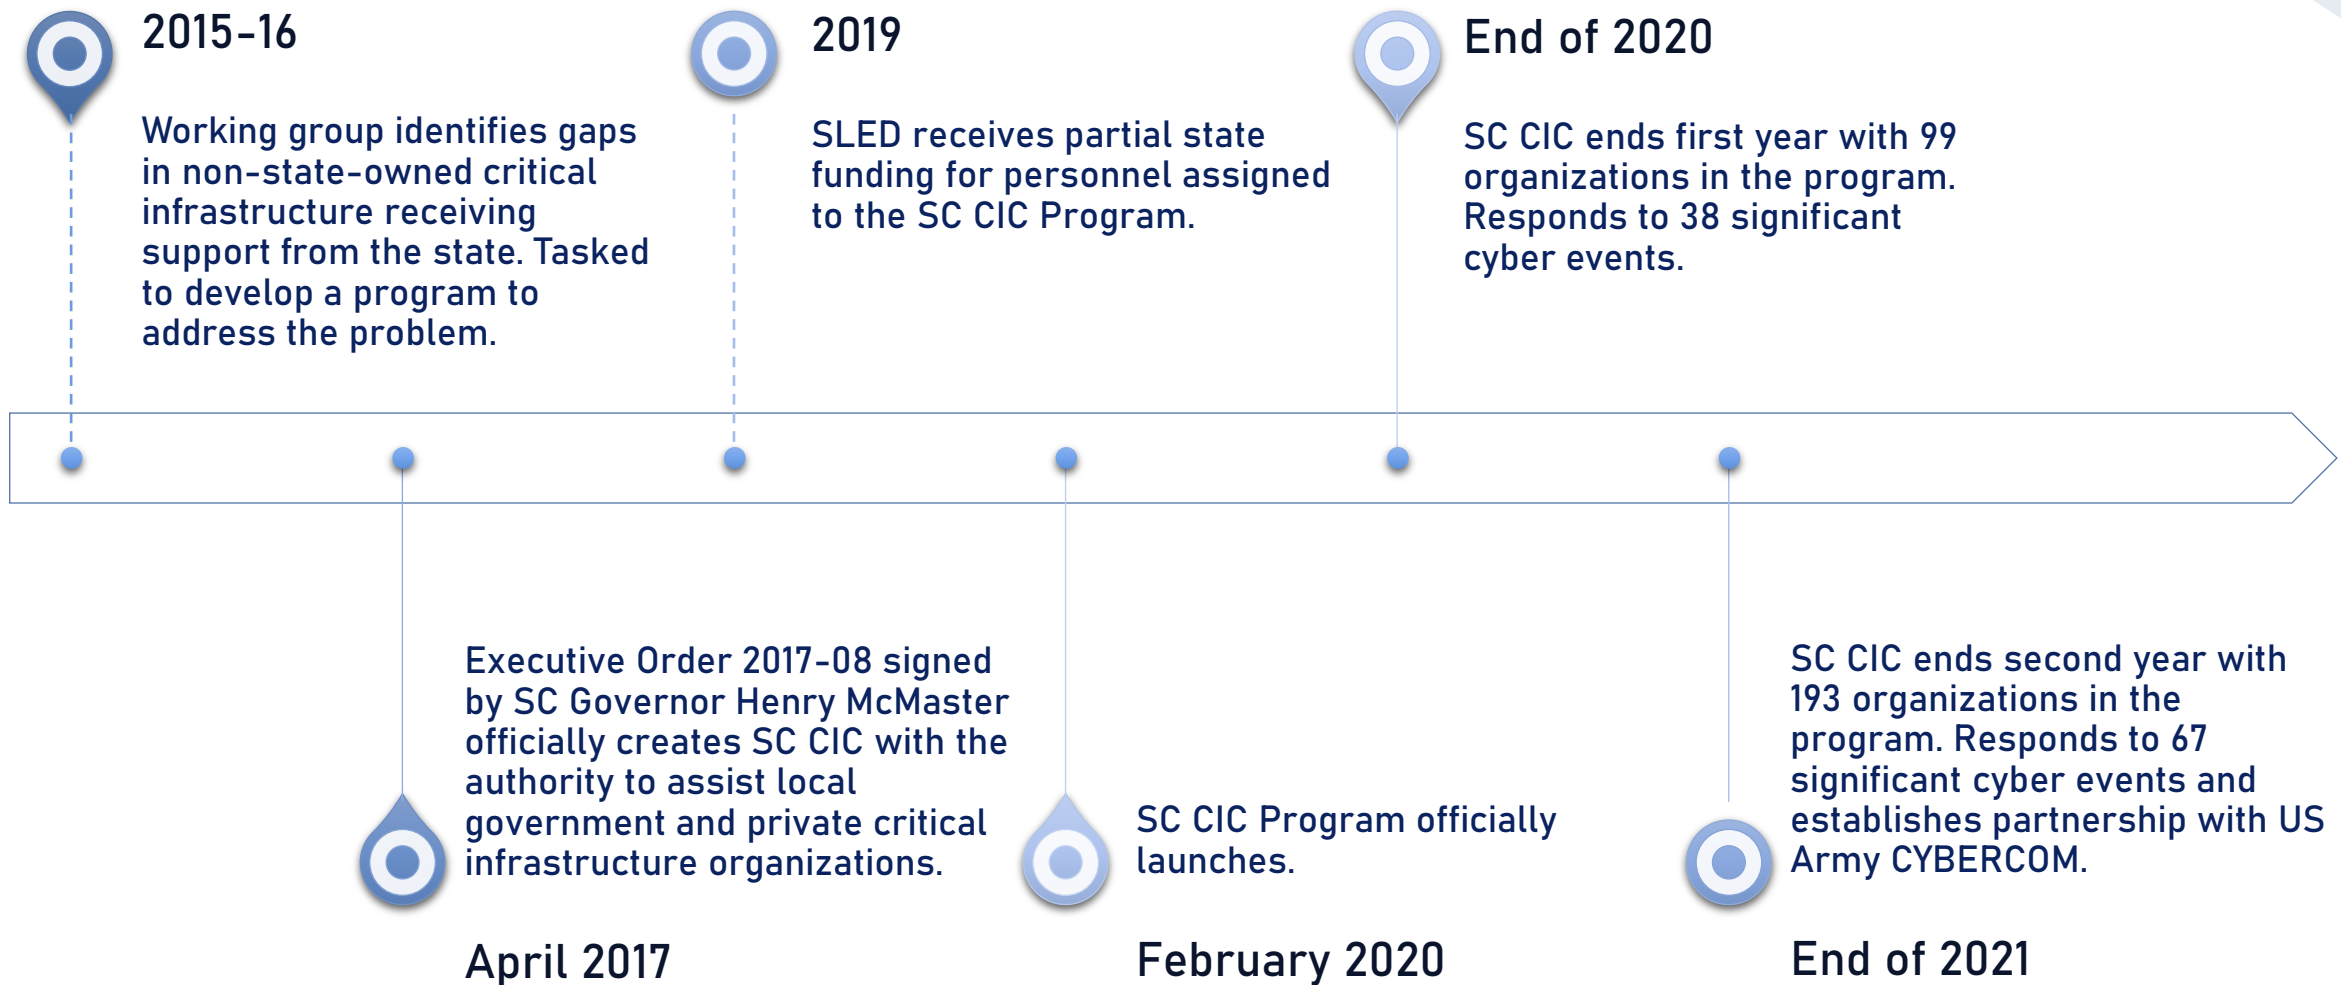 2015-16
Working group identifies gaps
in non-state-owned critical
infrastructure receiving
support from the state. Tasked
to develop a program to
address the problem.
2019
SLED receives partial state
funding for personnel assigned
to the SC CIC Program.
End of 2020
SC CIC ends first year with 99
organizations in the program.
Responds to 38 significant
cyber events.
Executive Order 2017-08 signed
by SC Governor Henry McMaster
officially creates SC CIC with the
authority to assist local
government and private critical
infrastructure organizations.
April 2017
SC CIC Program officially
launches.
February 2020
SC CIC ends second year with
193 organizations in the
program. Responds to 67
significant cyber events and
establishes partnership with US
Army CYBERCOM.
End of 2021